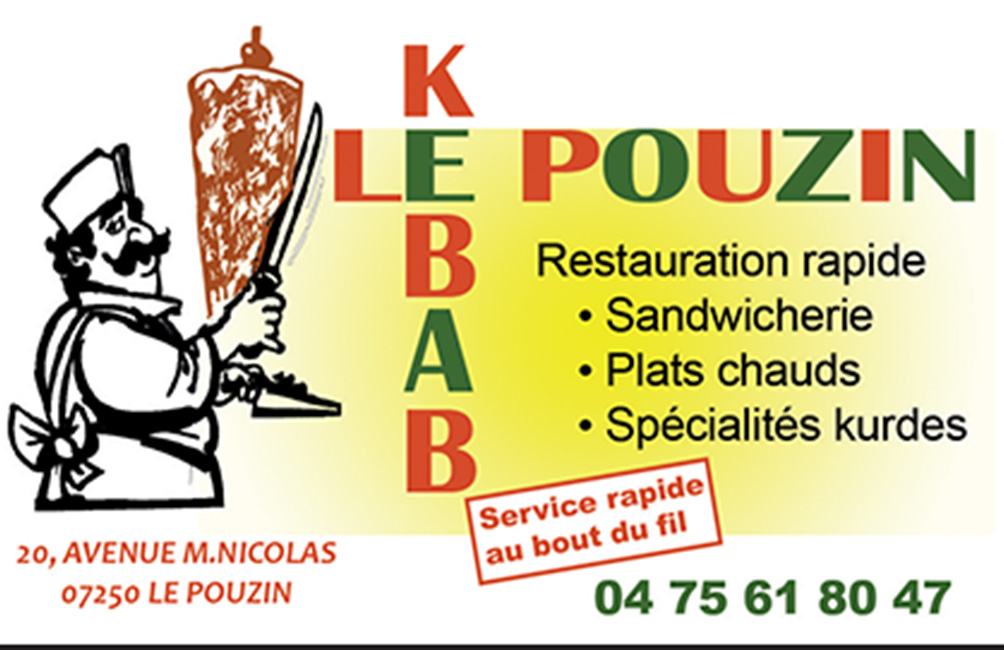 KEBAB
LE POUZIN
Restauration rapide
• Sandwicherie
• Plats chauds
• Spécialités kurdes
Service rapide
au bout du fil
20, AVENUE M.NICOLAS
07250 LE POUZIN
04 75 61 80 47